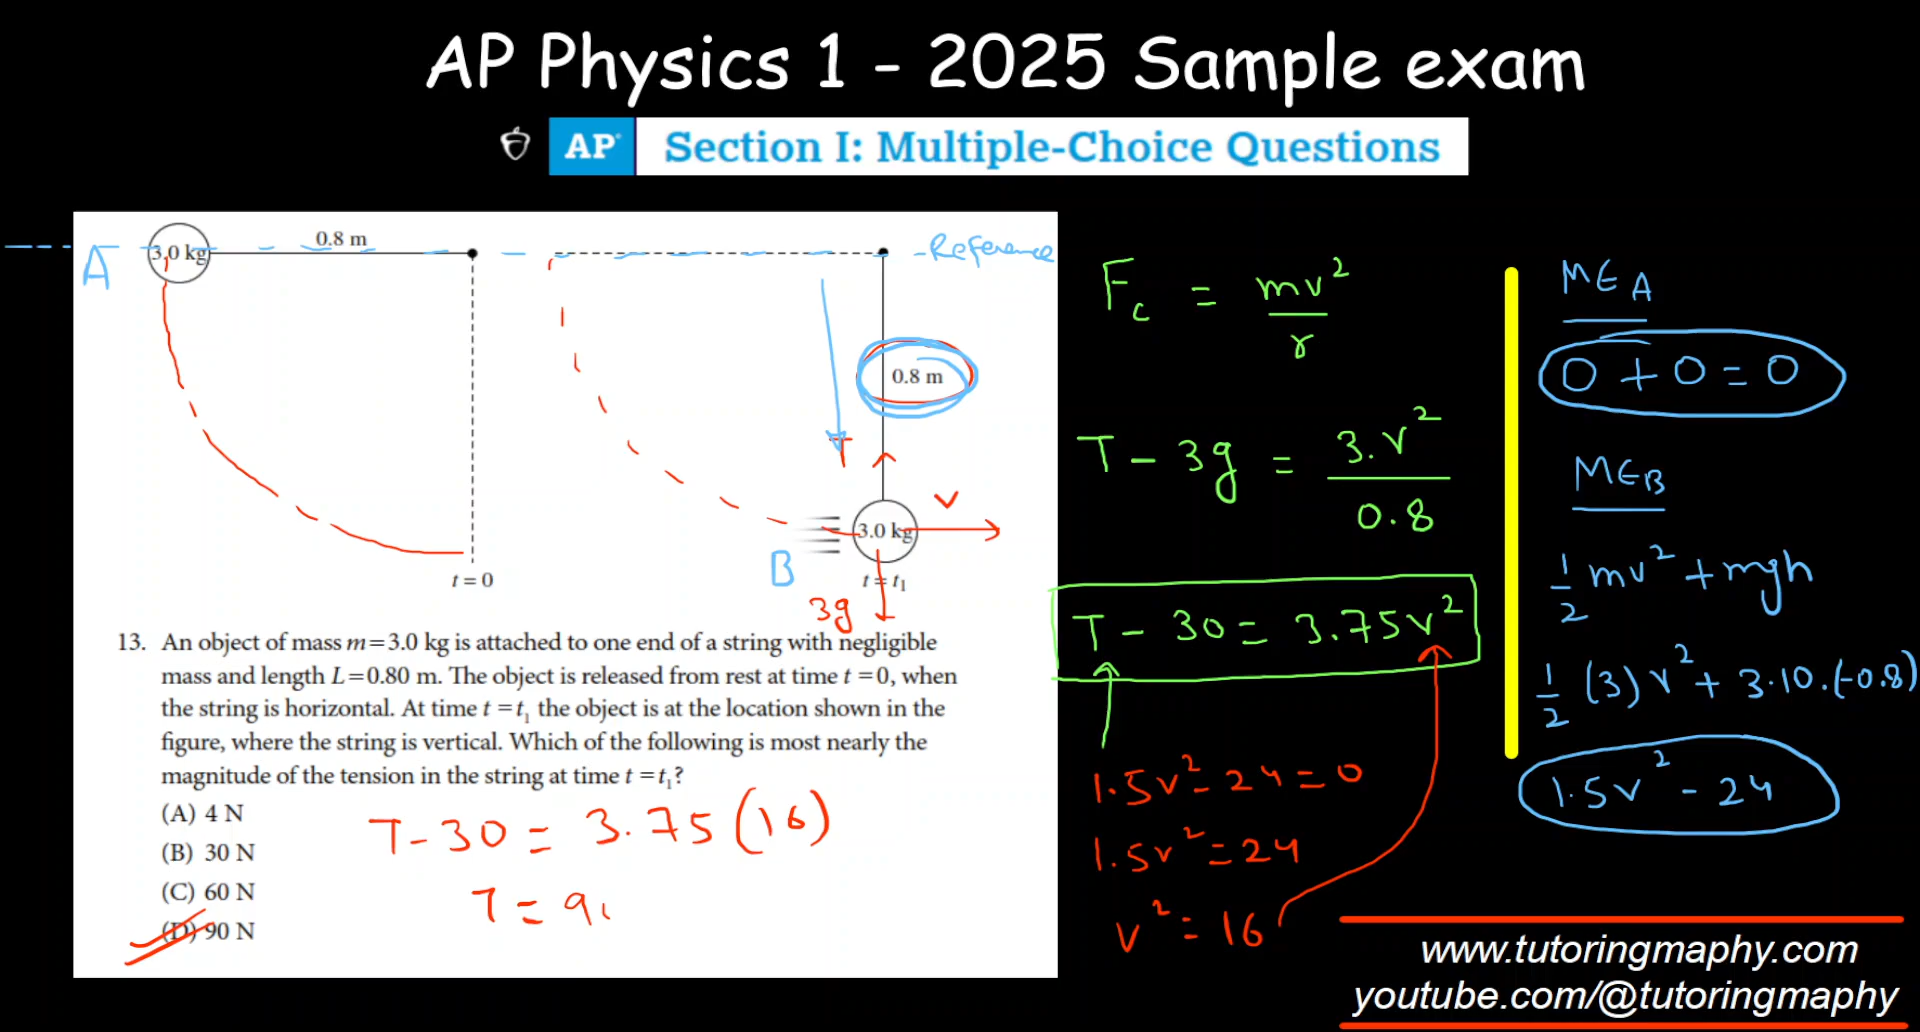 AP Physics 1 - 2025 Sample exam
AP Section I: Multiple-Choice Questions
A
3.0 kg
0.8 m
t = 0
Reference
0.8 m
T
V
3.0 kg
B
t = t₁
3g
13. An object of mass m=3.0 kg is attached to one end of a string with negligible
mass and length L=0.80 m. The object is released from rest at time t =0, when
the string is horizontal. At time t =t₁ the object is at the location shown in the
figure, where the string is vertical. Which of the following is most nearly the
magnitude of the tension in the string at time t =t₁?
(A) 4 N
(B) 30 N
(C) 60 N
(D) 90 N
T - 30 = 3.75 (16)
T = 9
Fc = mv²/r
T - 3g = 3.v²/0.8
T - 30 = 3.75v²
1.5v² - 24 = 0
1.5v² = 24
v² = 16
MEA
0 + 0 = 0
MEB
1/2 mv² + mgh
1/2 (3) v² + 3.10.(-0.8)
1.5v² - 24
www.tutoringmaphy.com
youtube.com/@tutoringmaphy